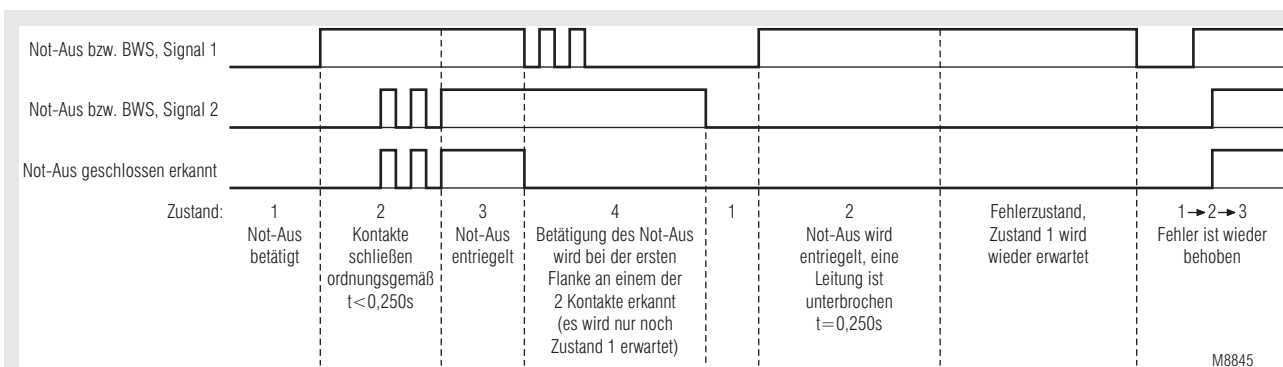 Not-Aus bzw. BWS, Signal 1
Not-Aus bzw. BWS, Signal 2
Not-Aus geschlossen erkannt
Zustand:
1
Not-Aus
betätigt
2
Kontakte
schließen
ordnungsgemäß
t<0,250s
3
Not-Aus
entriegelt
4
Betätigung des Not-Aus
wird bei der ersten
Flanke an einem der
2 Kontakte erkannt
(es wird nur noch
Zustand 1 erwartet)
1
2
Not-Aus wird
entriegelt, eine
Leitung ist
unterbrochen
t=0,250s
Fehlerzustand,
Zustand 1 wird
wieder erwartet
1→2→3
Fehler ist wieder
behoben
M8845